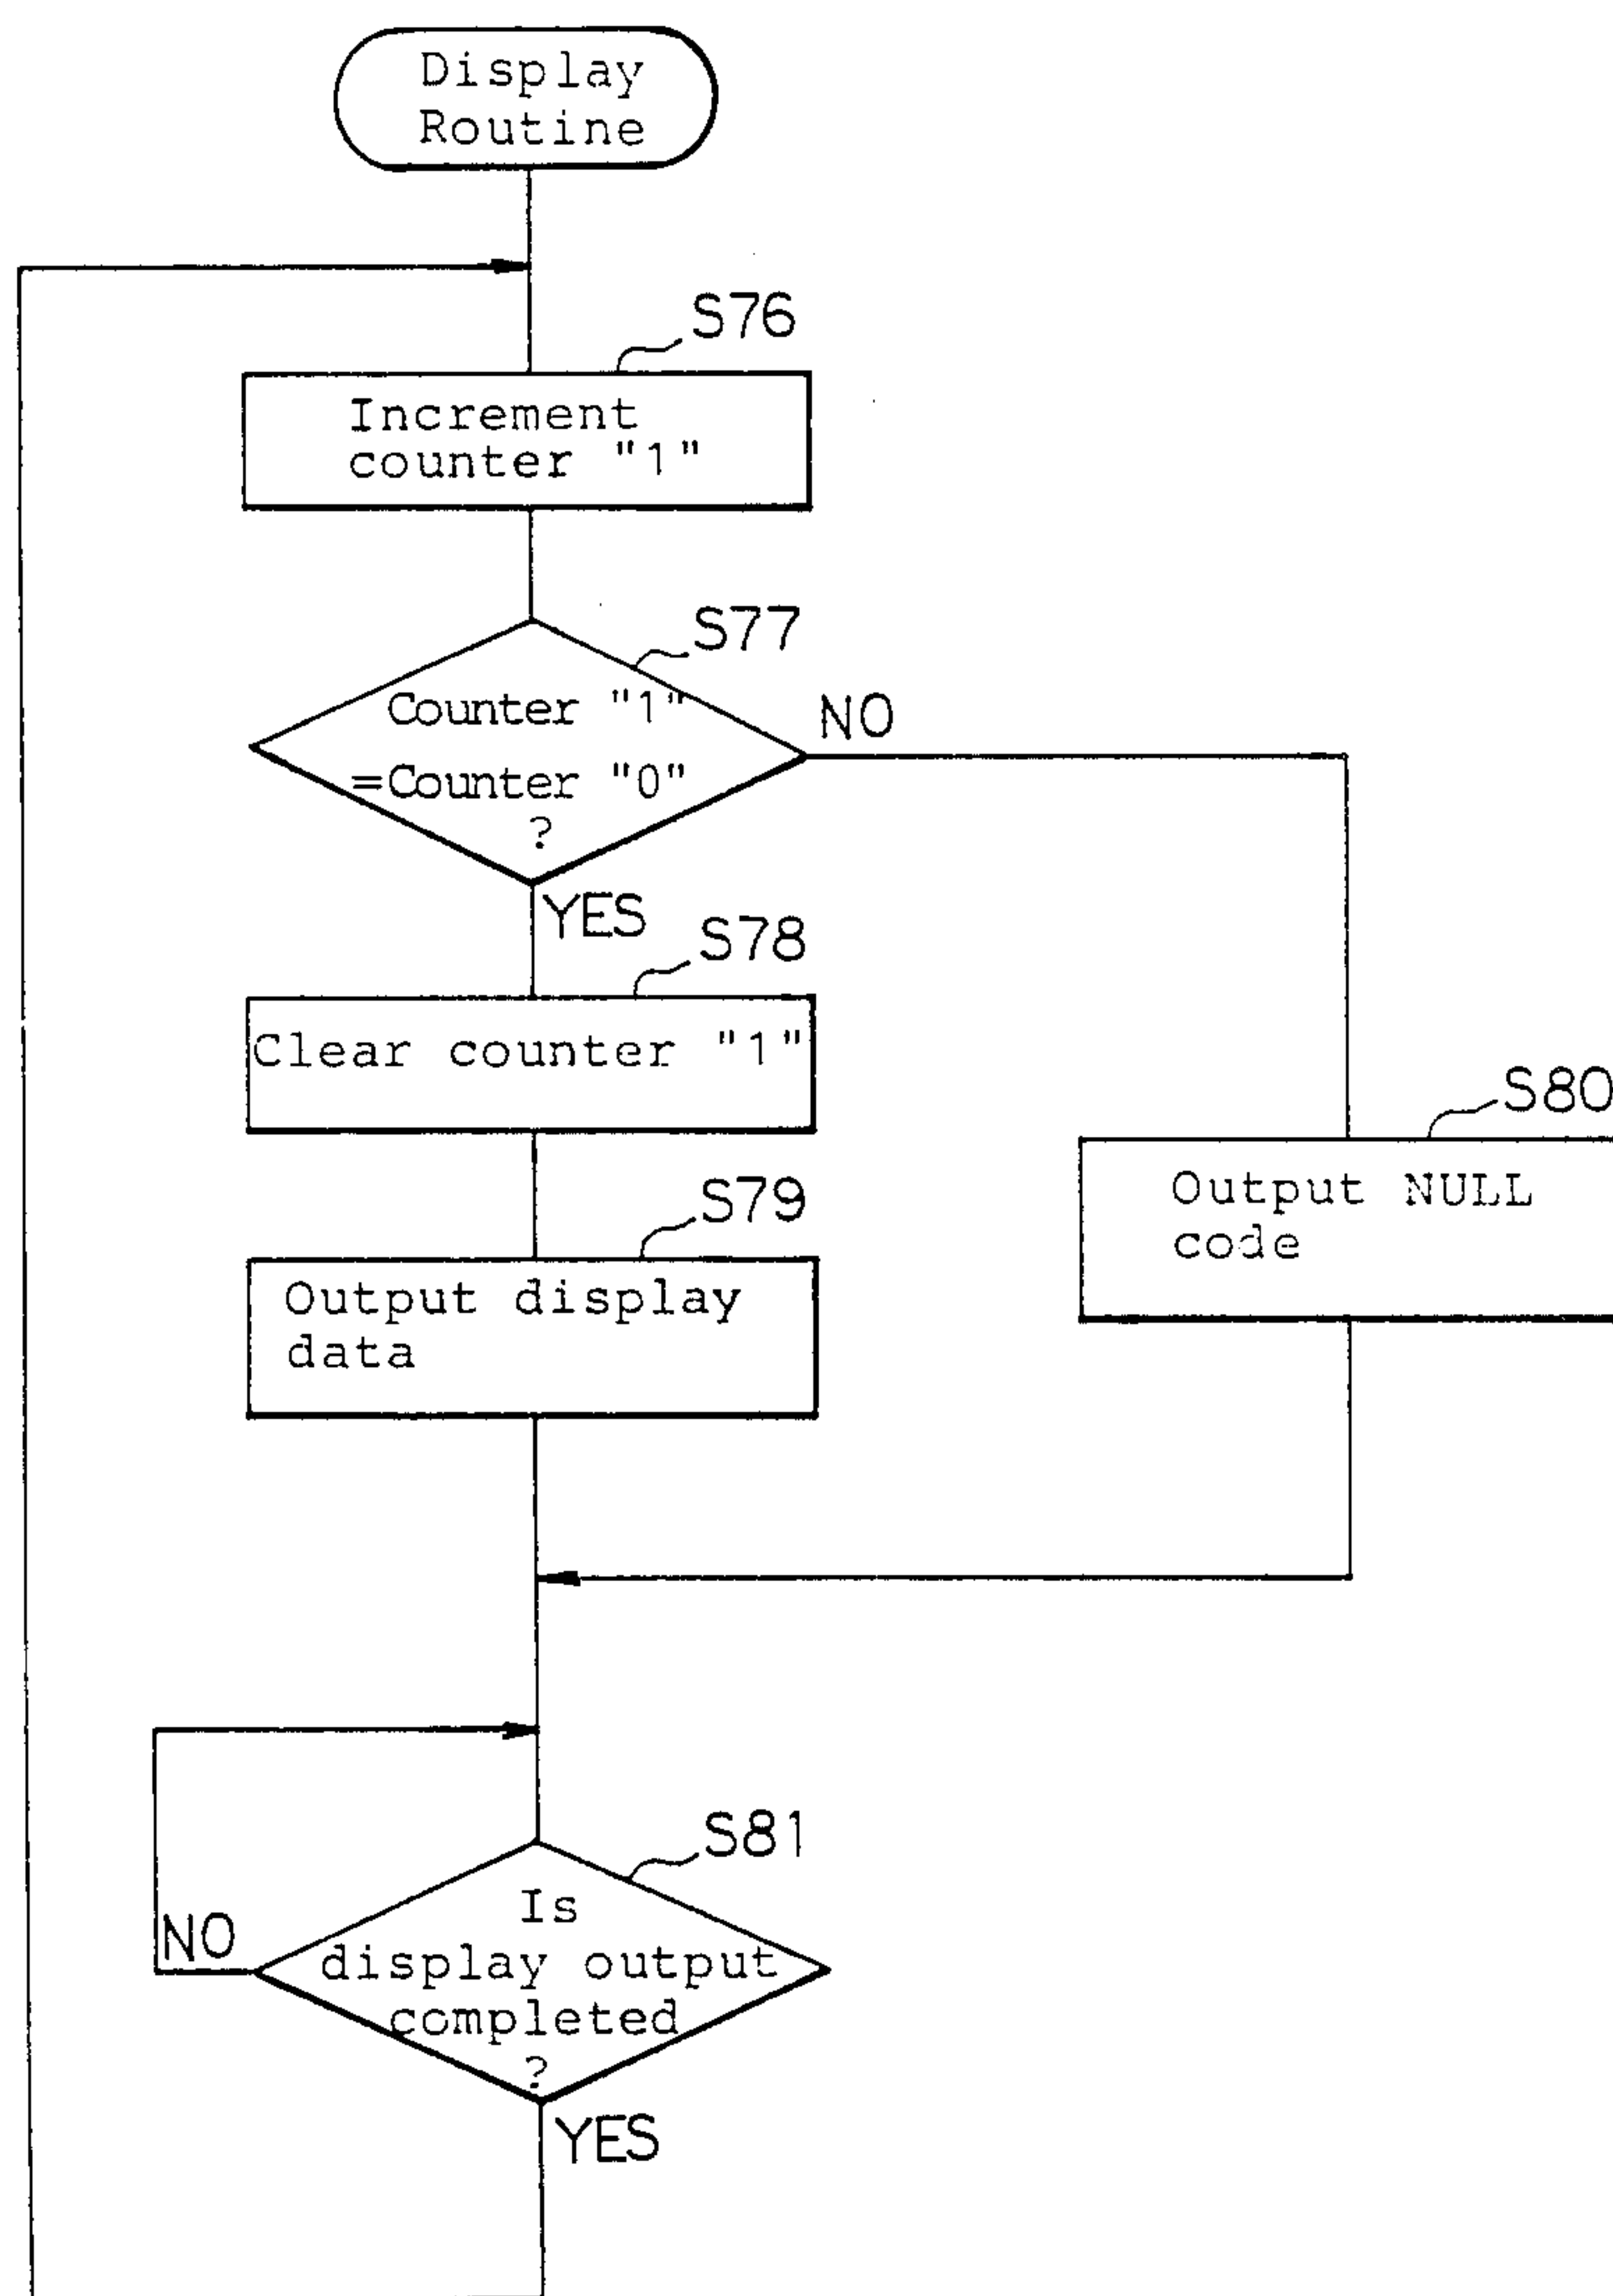 Display
Routine
S76
Increment
counter "1"
S77
Counter "1"
=Counter "0"
?
NO
YES
S78
Clear counter "1"
S79
Output display
data
S80
Output NULL
code
S81
Is
display output
completed
?
NO
YES